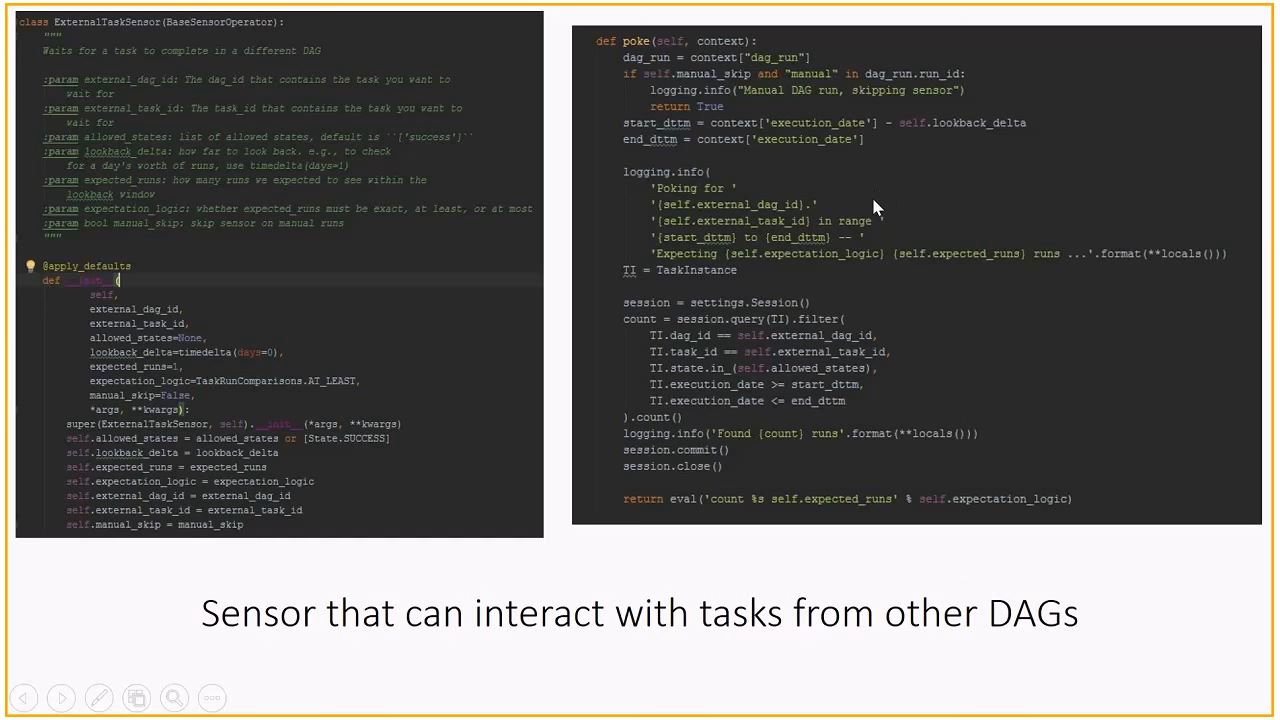 class ExternalTaskSensor(BaseSensorOperator):
    """
    Waits for a task to complete in a different DAG

    :param external_dag_id: The dag_id that contains the task you want to
        wait for
    :param external_task_id: The task_id that contains the task you want to
        wait for
    :param allowed_states: list of allowed states, default is ``['success']``
    :param lookback_delta: how far to look back. e.g., to check
        for a day's worth of runs, use timedelta(days=1)
    :param expected_runs: how many runs we expected to see within the
        lookback window
    :param expectation_logic: whether expected_runs must be exact, at least, or at most
    :param bool manual_skip: skip sensor on manual runs
    """

    @apply_defaults
    def __init__(
            self,
            external_dag_id,
            external_task_id,
            allowed_states=None,
            lookback_delta=timedelta(days=0),
            expected_runs=1,
            expectation_logic=TaskRunComparisons.AT_LEAST,
            manual_skip=False,
            *args, **kwargs):
        super(ExternalTaskSensor, self).__init__(*args, **kwargs)
        self.allowed_states = allowed_states or [State.SUCCESS]
        self.lookback_delta = lookback_delta
        self.expected_runs = expected_runs
        self.expectation_logic = expectation_logic
        self.external_dag_id = external_dag_id
        self.external_task_id = external_task_id
        self.manual_skip = manual_skip
def poke(self, context):
    dag_run = context["dag_run"]
    if self.manual_skip and "manual" in dag_run.run_id:
        logging.info("Manual DAG run, skipping sensor")
        return True
    start_dttm = context['execution_date'] - self.lookback_delta
    end_dttm = context['execution_date']

    logging.info(
        'Poking for '
        '{self.external_dag_id}.'
        '{self.external_task_id} in range '
        '{start_dttm} to {end_dttm} -- '
        'Expecting {self.expectation_logic} {self.expected_runs} runs ...'.format(**locals()))
    TI = TaskInstance

    session = settings.Session()
    count = session.query(TI).filter(
        TI.dag_id == self.external_dag_id,
        TI.task_id == self.external_task_id,
        TI.state.in_(self.allowed_states),
        TI.execution_date >= start_dttm,
        TI.execution_date <= end_dttm
    ).count()
    logging.info('Found {count} runs'.format(**locals()))
    session.commit()
    session.close()

    return eval('count %s self.expected_runs' % self.expectation_logic)
Sensor that can interact with tasks from other DAGs